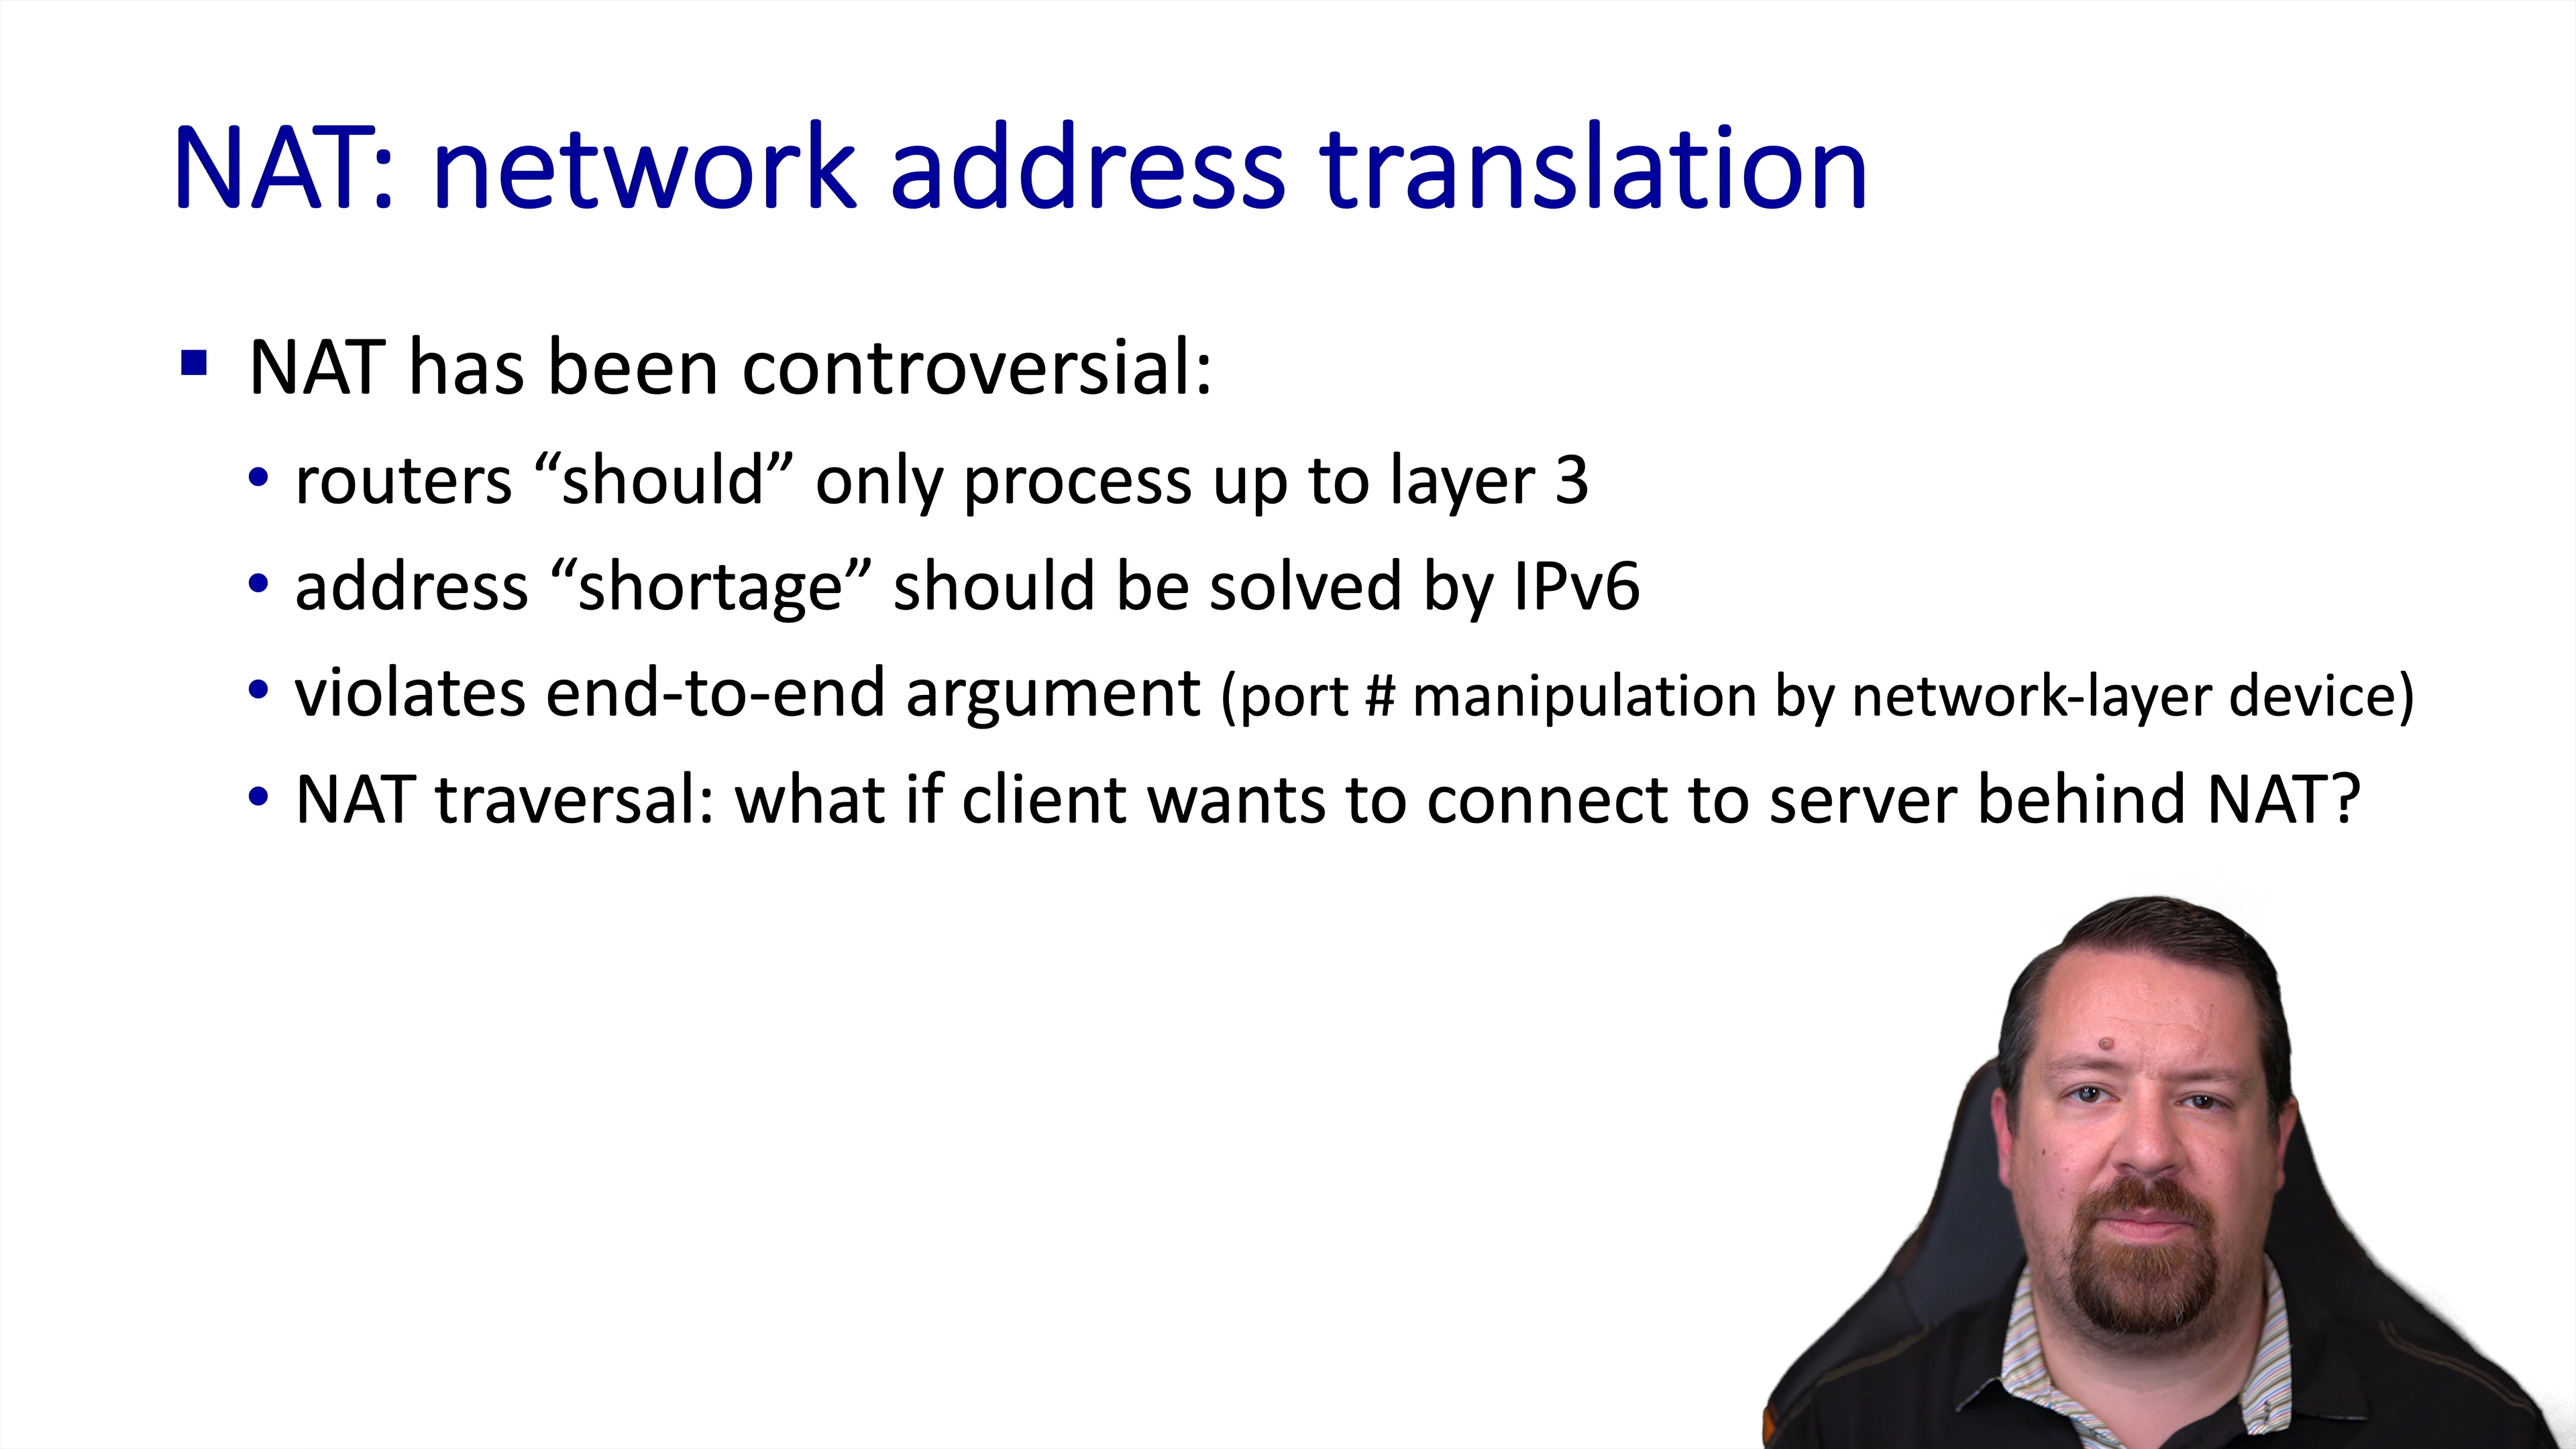 NAT: network address translation
NAT has been controversial:
routers “should” only process up to layer 3
address “shortage” should be solved by IPv6
violates end-to-end argument (port # manipulation by network-layer device)
NAT traversal: what if client wants to connect to server behind NAT?